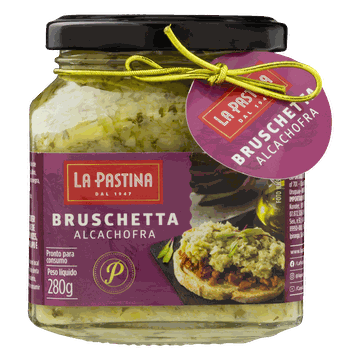 LA PASTINA
DAL 1947
BRUSCHETTA
ALCACHOFRA
LA PASTINA
DAL 1947
BRUSCHETTA
ALCACHOFRA
Pronto para
consumo
Peso líquido
280g
P